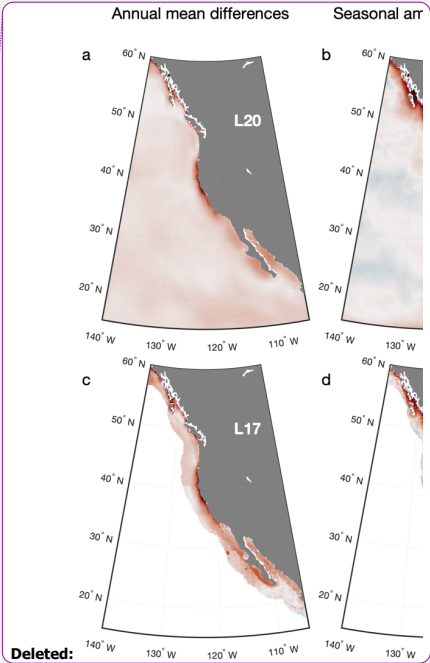 Annual mean differences
Seasonal am
a
60° N
50° N
40° N
30° N
20° N
140° W
130° W
120° W
110° W
L20
b
60° N
50° N
40° N
30° N
20° N
140° W
130° W
c
60° N
50° N
40° N
30° N
20° N
140° W
130° W
120° W
110° W
L17
d
60° N
50° N
40° N
30° N
20° N
140° W
130° W
Deleted: